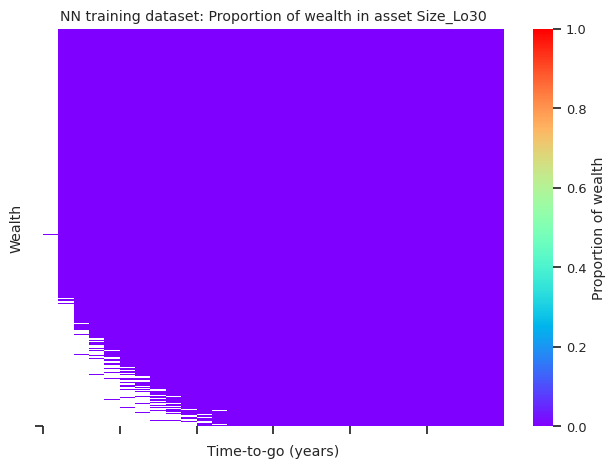 NN training dataset: Proportion of wealth in asset Size_Lo30
1.0
0.8
0.6
0.4
0.2
0.0
Proportion of wealth
Wealth
Time-to-go (years)